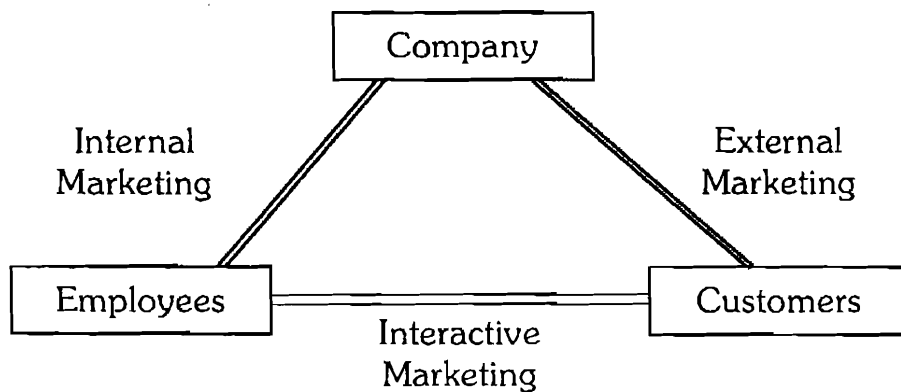 Company
Internal
Marketing
External
Marketing
Employees
Customers
Interactive
Marketing